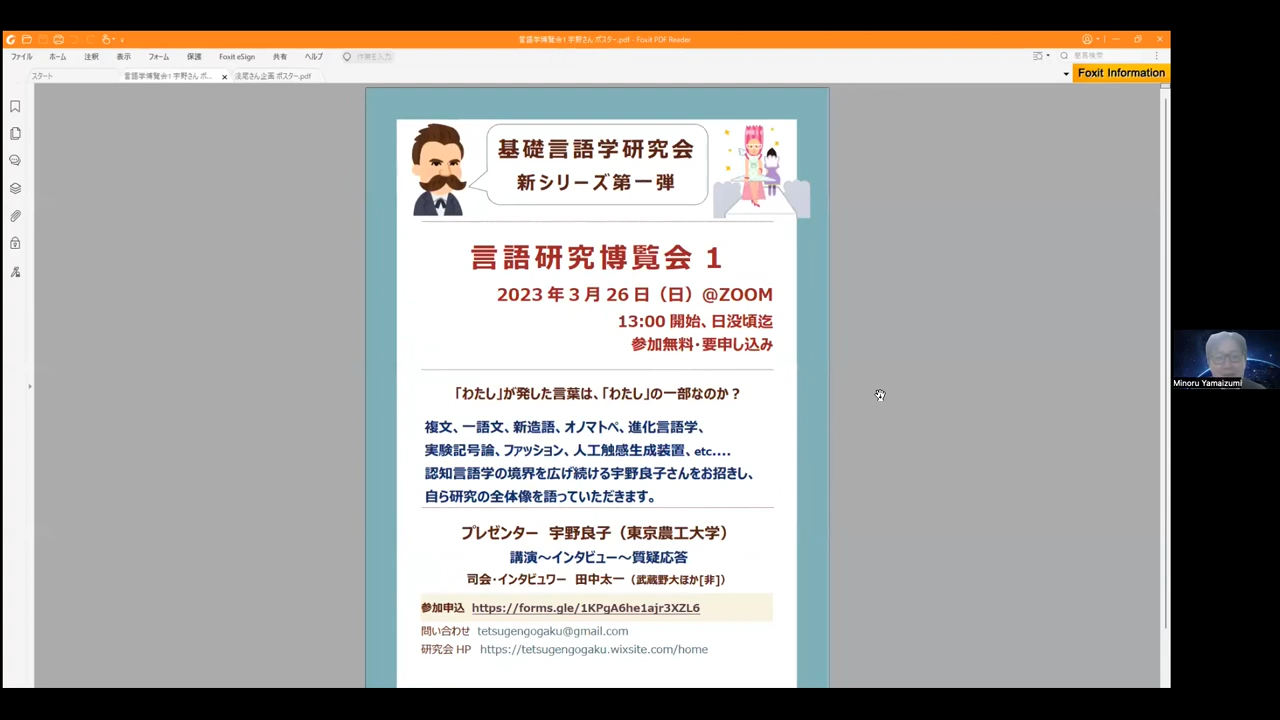 言語学博覧会1 宇野さん ポスター.pdf - Foxit PDF Reader
ファイル ホーム 注釈 表示 フォーム 保護 Foxit eSign 共有 ヘルプ 作業を入力
簡易検索
スタート 言語学博覧会1 宇野さん ポ... 浅尾さん企画 ポスター.pdf
Foxit Information
基礎言語学研究会
新シリーズ第一弾
言語研究博覧会 1
2023 年 3 月 26 日（日）@ZOOM
13:00 開始、日没頃迄
参加無料・要申し込み
「わたし」が発した言葉は、「わたし」の一部なのか？
複文、一語文、新造語、オノマトペ、進化言語学、
実験記号論、ファッション、人工触感生成装置、etc....
認知言語学の境界を広げ続ける宇野良子さんをお招きし、
自ら研究の全体像を語っていただきます。
プレゼンター 宇野良子（東京農工大学）
講演～インタビュー～質疑応答
司会・インタビュワー 田中太一（武蔵野大ほか[非]）
参加申込 https://forms.gle/1KPgA6he1ajr3XZL6
問い合わせ tetsugengogaku@gmail.com
研究会 HP https://tetsugengogaku.wixsite.com/home
Minoru Yamaizumi